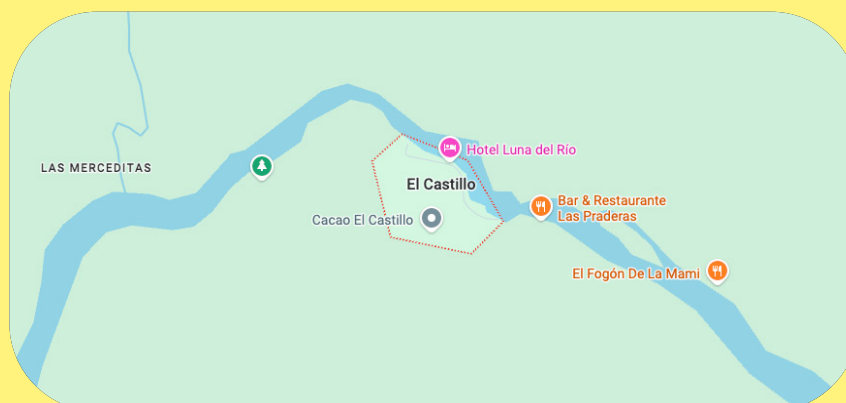 Hotel Luna del Río
LAS MERCEDITAS
El Castillo
Cacao El Castillo
Bar & Restaurante
Las Praderas
El Fogón De La Mami